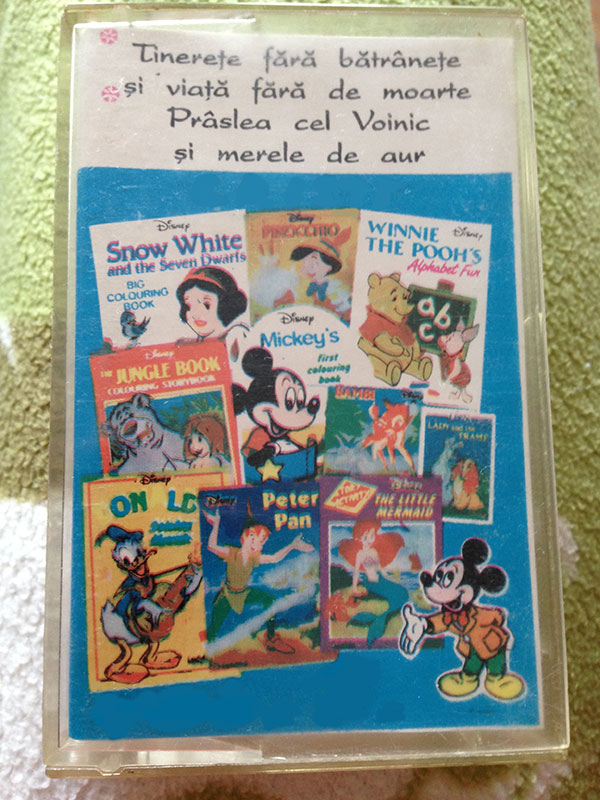 Tinerețe fără bătrânețe
și viață fără de moarte
Prâslea cel Voinic
și merele de aur
Disney
Snow White
and the Seven Dwarfs
BIG
COLOURING
BOOK
Disney
PINOCCHIO
Disney
WINNIE
THE POOH'S
Alphabet Fun
ab
c
Disney
THE JUNGLE BOOK
COLOURING STORYBOOK
Disney
Mickey's
first
colouring
book
BAMBI
Disney
LADY and the
TRAMP
Disney
ON LD
Disney
Peter
Pan
Disney's
THE LITTLE
MERMAID